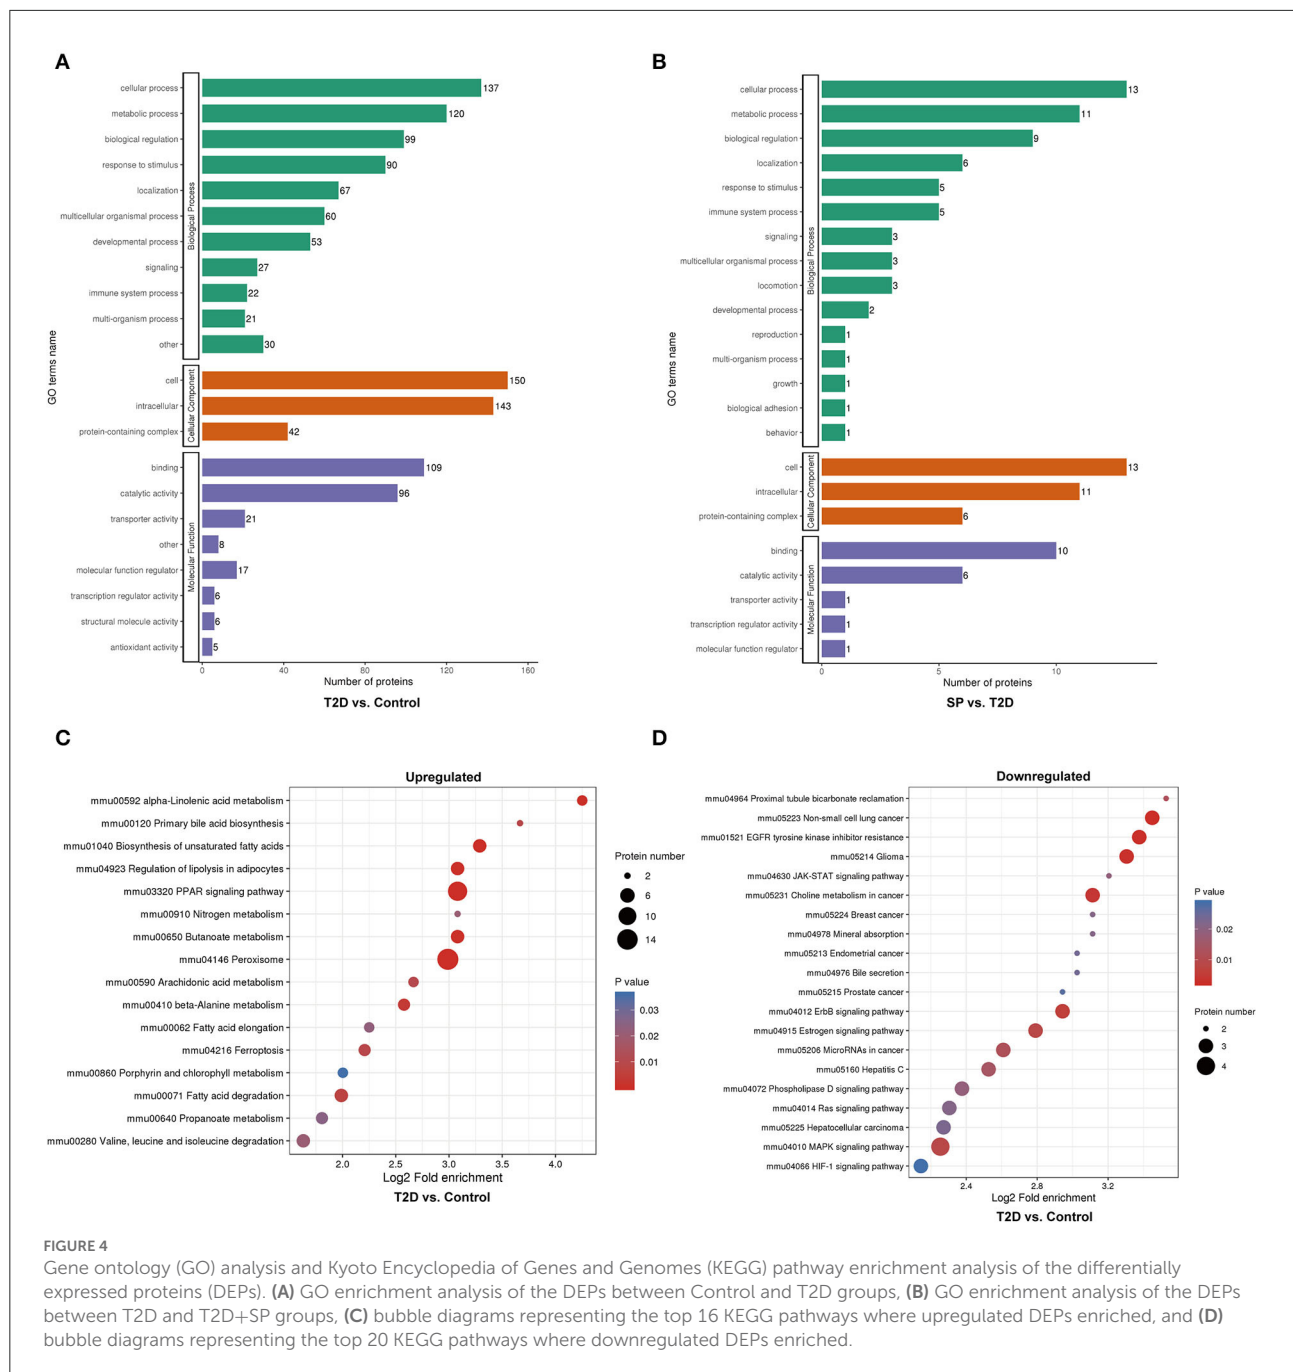 A
cellular process 137
metabolic process 120
biological regulation 99
response to stimulus 90
localization 67
multicellular organismal process 60
developmental process 53
signaling 27
immune system process 22
multi-organism process 21
other 30
Biological Process
cell 150
intracellular 143
protein-containing complex 42
Cellular Component
binding 109
catalytic activity 96
transporter activity 21
other 8
molecular function regulator 17
transcription regulator activity 6
structural molecule activity 6
antioxidant activity 5
Molecular Function
GO terms name
0 40 80 120 160
Number of proteins
T2D vs. Control
B
cellular process 13
metabolic process 11
biological regulation 9
localization 6
response to stimulus 5
immune system process 5
signaling 3
multicellular organismal process 3
locomotion 3
developmental process 2
reproduction 1
multi-organism process 1
growth 1
biological adhesion 1
behavior 1
Biological Process
cell 13
intracellular 11
protein-containing complex 6
Cellular Component
binding 10
catalytic activity 6
transporter activity 1
transcription regulator activity 1
molecular function regulator 1
Molecular Function
GO terms name
0 5 10
Number of proteins
SP vs. T2D
C
Upregulated
mmu00592 alpha-Linolenic acid metabolism
mmu00120 Primary bile acid biosynthesis
mmu01040 Biosynthesis of unsaturated fatty acids
mmu04923 Regulation of lipolysis in adipocytes
mmu03320 PPAR signaling pathway
mmu00910 Nitrogen metabolism
mmu00650 Butanoate metabolism
mmu04146 Peroxisome
mmu00590 Arachidonic acid metabolism
mmu00410 beta-Alanine metabolism
mmu00062 Fatty acid elongation
mmu04216 Ferroptosis
mmu00860 Porphyrin and chlorophyll metabolism
mmu00071 Fatty acid degradation
mmu00640 Propanoate metabolism
mmu00280 Valine, leucine and isoleucine degradation
2.0 2.5 3.0 3.5 4.0
Log2 Fold enrichment
T2D vs. Control
Protein number
2
6
10
14
P value
0.03
0.02
0.01
D
Downregulated
mmu04964 Proximal tubule bicarbonate reclamation
mmu05223 Non-small cell lung cancer
mmu01521 EGFR tyrosine kinase inhibitor resistance
mmu05214 Glioma
mmu04630 JAK-STAT signaling pathway
mmu05231 Choline metabolism in cancer
mmu05224 Breast cancer
mmu04978 Mineral absorption
mmu05213 Endometrial cancer
mmu04976 Bile secretion
mmu05215 Prostate cancer
mmu04012 ErbB signaling pathway
mmu04915 Estrogen signaling pathway
mmu05206 MicroRNAs in cancer
mmu05160 Hepatitis C
mmu04072 Phospholipase D signaling pathway
mmu04014 Ras signaling pathway
mmu05225 Hepatocellular carcinoma
mmu04010 MAPK signaling pathway
mmu04066 HIF-1 signaling pathway
2.4 2.8 3.2
Log2 Fold enrichment
T2D vs. Control
P value
0.02
0.01
Protein number
2
3
4
FIGURE 4
Gene ontology (GO) analysis and Kyoto Encyclopedia of Genes and Genomes (KEGG) pathway enrichment analysis of the differentially
expressed proteins (DEPs). (A) GO enrichment analysis of the DEPs between Control and T2D groups, (B) GO enrichment analysis of the DEPs
between T2D and T2D+SP groups, (C) bubble diagrams representing the top 16 KEGG pathways where upregulated DEPs enriched, and (D)
bubble diagrams representing the top 20 KEGG pathways where downregulated DEPs enriched.